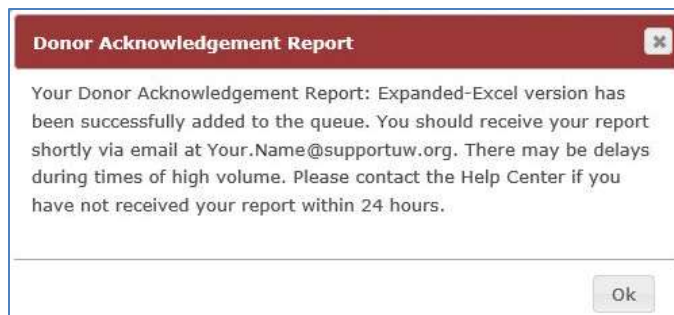 Donor Acknowledgement Report
Your Donor Acknowledgement Report: Expanded-Excel version has
been successfully added to the queue. You should receive your report
shortly via email at Your.Name@supportuw.org. There may be delays
during times of high volume. Please contact the Help Center if you
have not received your report within 24 hours.
Ok